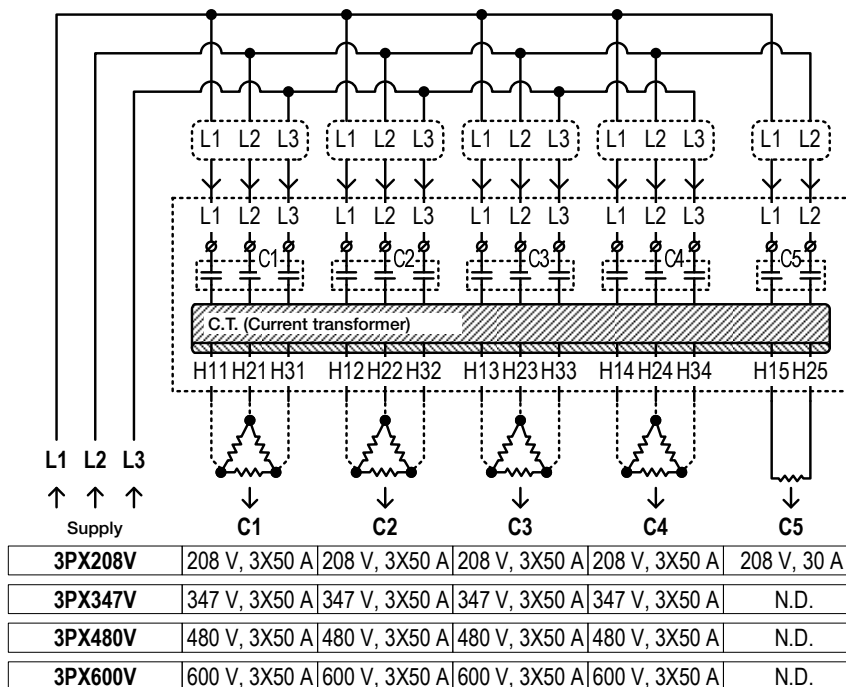 L1 L2 L3 L1 L2 L3 L1 L2 L3 L1 L2 L3 L1 L2
L1 L2 L3 L1 L2 L3 L1 L2 L3 L1 L2 L3 L1 L2
C1 C2 C3 C4 C5
C.T. (Current transformer)
H11 H21 H31 H12 H22 H32 H13 H23 H33 H14 H24 H34 H15 H25
L1 L2 L3
Supply C1 C2 C3 C4 C5
3PX208V 208 V, 3X50 A 208 V, 3X50 A 208 V, 3X50 A 208 V, 3X50 A 208 V, 30 A
3PX347V 347 V, 3X50 A 347 V, 3X50 A 347 V, 3X50 A 347 V, 3X50 A N.D.
3PX480V 480 V, 3X50 A 480 V, 3X50 A 480 V, 3X50 A 480 V, 3X50 A N.D.
3PX600V 600 V, 3X50 A 600 V, 3X50 A 600 V, 3X50 A 600 V, 3X50 A N.D.